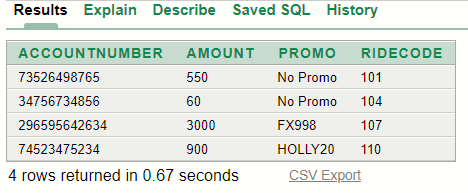 Results Explain Describe Saved SQL History
ACCOUNTNUMBER AMOUNT PROMO RIDECODE
73526498765 550 No Promo 101
34756734856 60 No Promo 104
296595642634 3000 FX998 107
74523475234 900 HOLLY20 110
4 rows returned in 0.67 seconds CSV Export